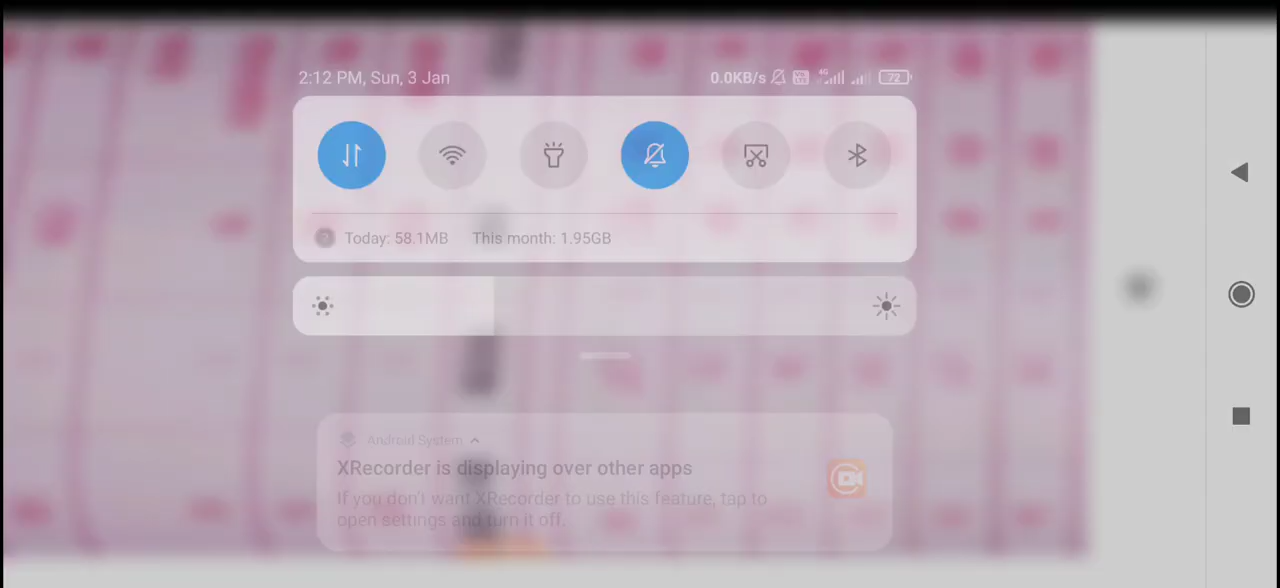 2:12 PM, Sun, 3 Jan
0.0KB/s 4G 72
Today: 58.1MB This month: 1.95GB
Android System
XRecorder is displaying over other apps
If you don't want XRecorder to use this feature, tap to
open settings and turn it off.